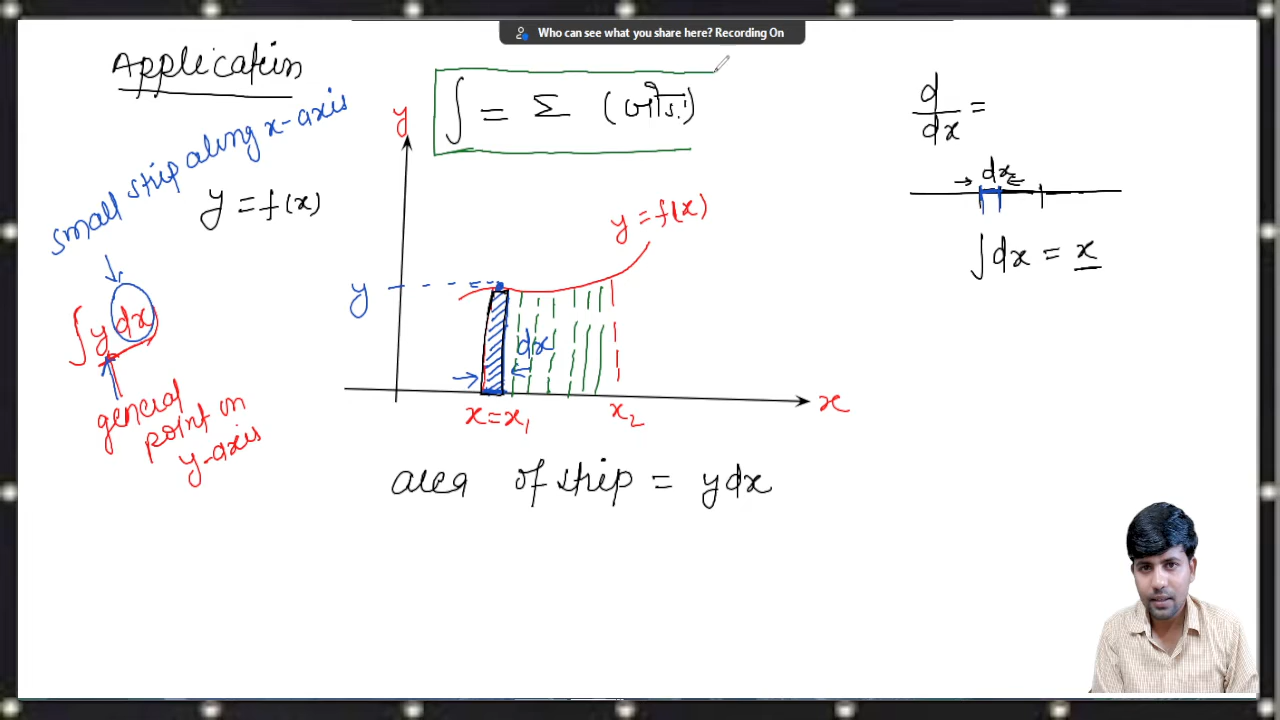 Who can see what you share here? Recording On
Application
∫ = Σ (
d/dx =
small strip along x-axis
y = f(x)
y
y = f(x)
dx
∫dx = x
y
∫y dx
dx
general
point on
y-axis
x = x₁
x₂
x
area of strip = ydx